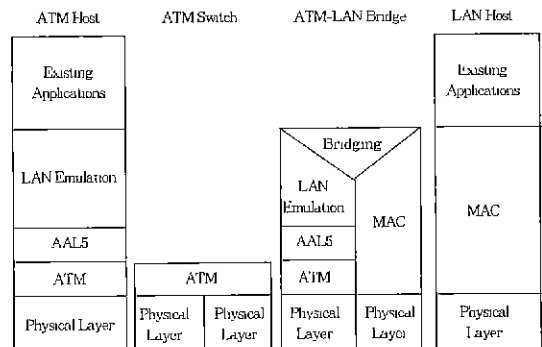 ATM Host
ATM Switch
ATM-LAN Bridge
LAN Host
Existing
Applications
LAN Emulation
AAL5
ATM
Physical Layer
ATM
Physical
Layer
Physical
Layer
Bridging
LAN
Emulation
AAL5
ATM
Physical
Layer
MAC
Physical
Layer
Existing
Applications
MAC
Physical
Layer